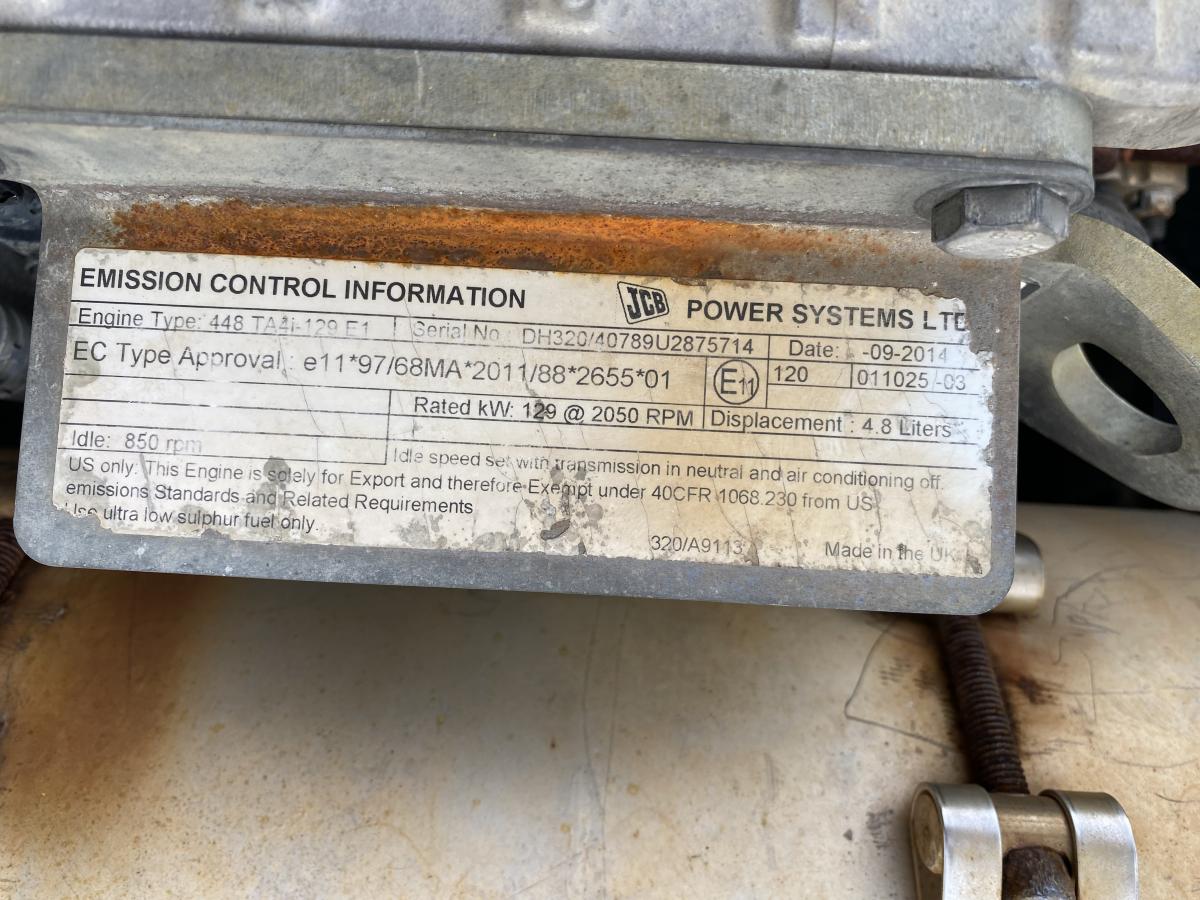 EMISSION CONTROL INFORMATION JCB POWER SYSTEMS LTD
Engine Type: 448 TA4i-129 E1 Serial No : DH320/40789U2875714 Date: -09-2014
EC Type Approval : e11*97/68MA*2011/88*2655*01 E11 120 011025 -03
Rated kW: 129 @ 2050 RPM Displacement : 4.8 Liters
Idle: 850 rpm Idle speed set with transmission in neutral and air conditioning off.
US only: This Engine is solely for Export and therefore Exempt under 40CFR 1068.230 from US
emissions Standards and Related Requirements
Use ultra low sulphur fuel only.
320/A9113 Made in the UK